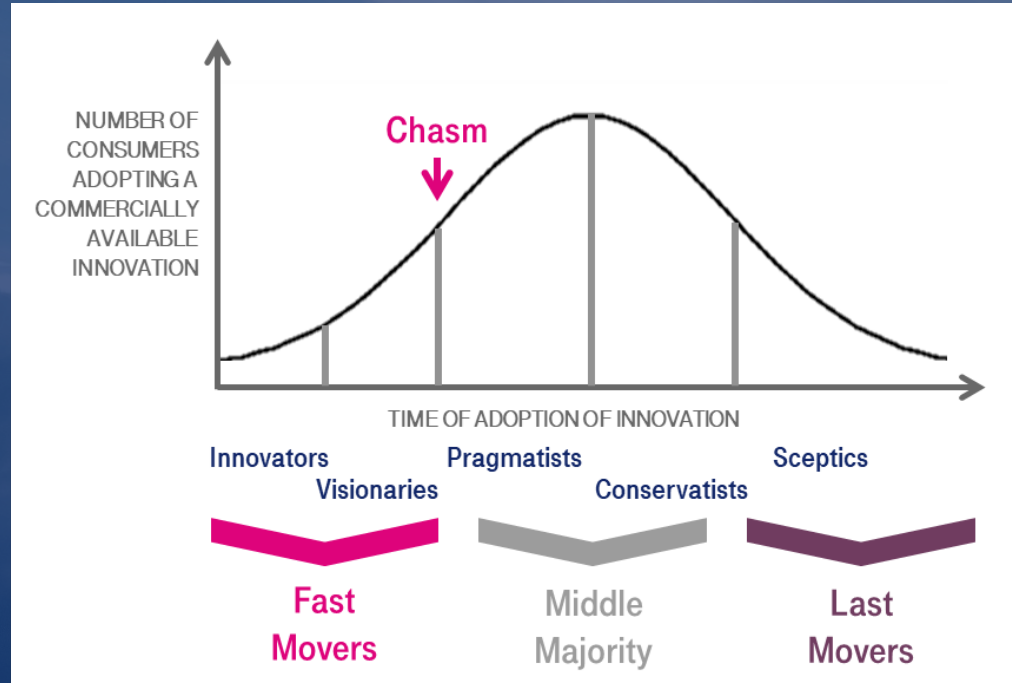 NUMBER OF
CONSUMERS
ADOPTING A
COMMERCIALLY
AVAILABLE
INNOVATION
Chasm
TIME OF ADOPTION OF INNOVATION
Innovators
Visionaries
Pragmatists
Conservatists
Sceptics
Fast
Movers
Middle
Majority
Last
Movers